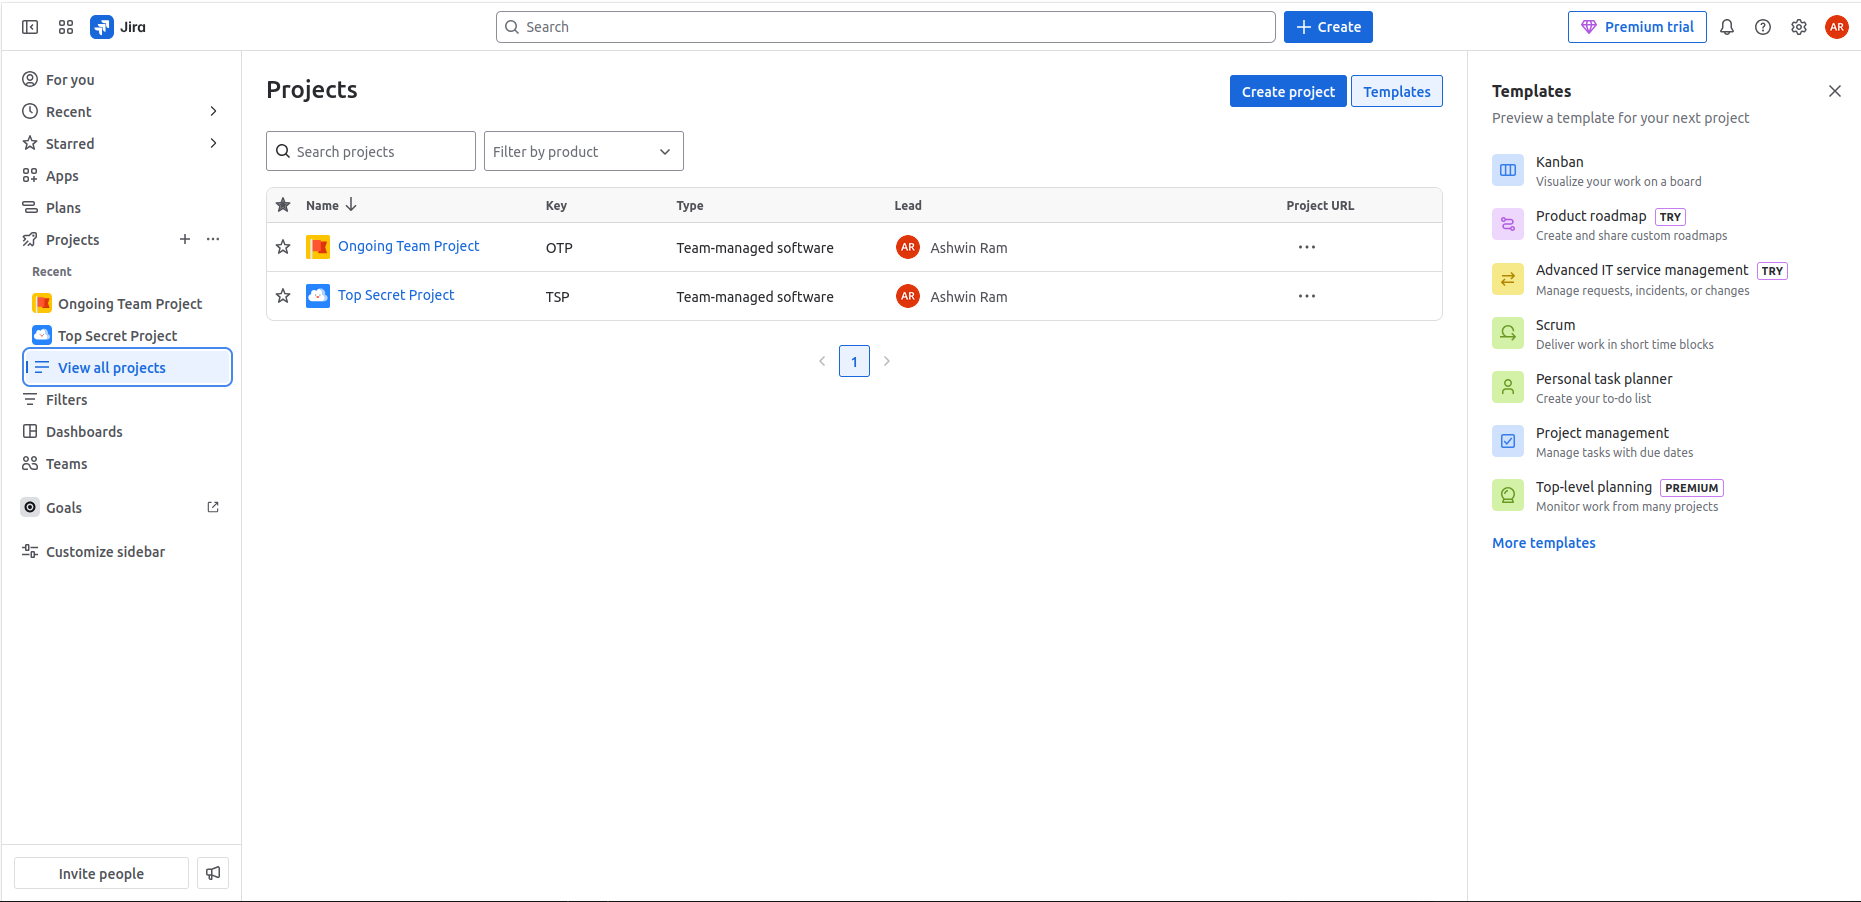 Jira
Search
Create
Premium trial
AR
For you
Recent
Starred
Apps
Plans
Projects
Recent
Ongoing Team Project
Top Secret Project
View all projects
Filters
Dashboards
Teams
Goals
Customize sidebar
Invite people
Projects
Create project
Templates
Search projects
Filter by product
Name Key Type Lead Project URL
Ongoing Team Project OTP Team-managed software AR Ashwin Ram
Top Secret Project TSP Team-managed software AR Ashwin Ram
1
Templates
Preview a template for your next project
Kanban
Visualize your work on a board
Product roadmap TRY
Create and share custom roadmaps
Advanced IT service management TRY
Manage requests, incidents, or changes
Scrum
Deliver work in short time blocks
Personal task planner
Create your to-do list
Project management
Manage tasks with due dates
Top-level planning PREMIUM
Monitor work from many projects
More templates